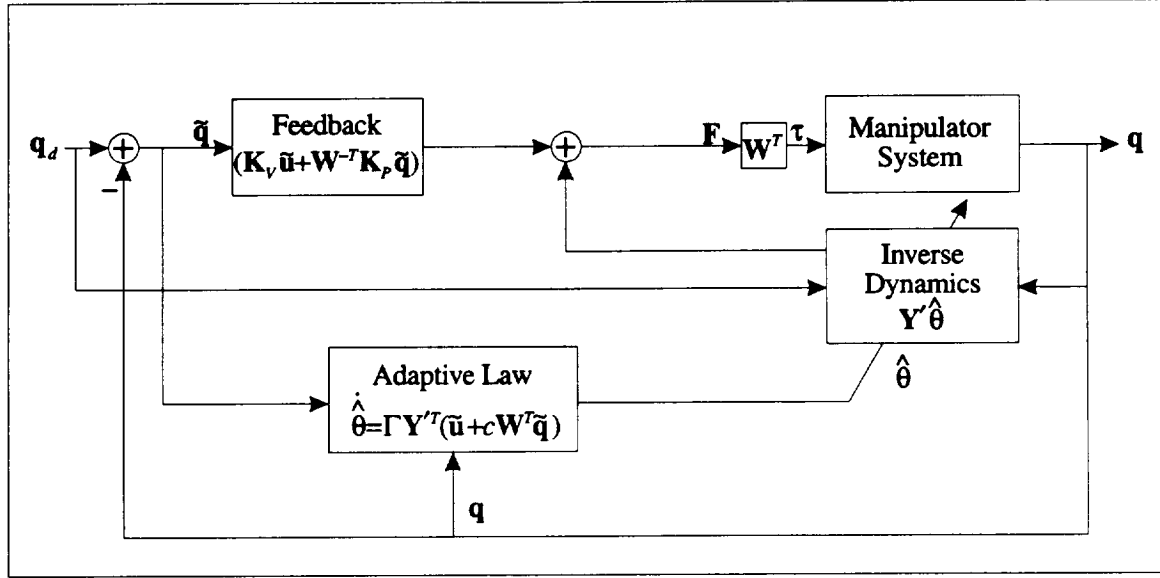 q_d
+
−
q̃
Feedback
(K_V ũ+W^{-T} K_P q̃)
+
F
W^T
τ
Manipulator
System
q
Inverse
Dynamics
Y′θ̂
θ̂
Adaptive Law
θ̂̇=ΓY′^T(ũ+cW^T q̃)
q